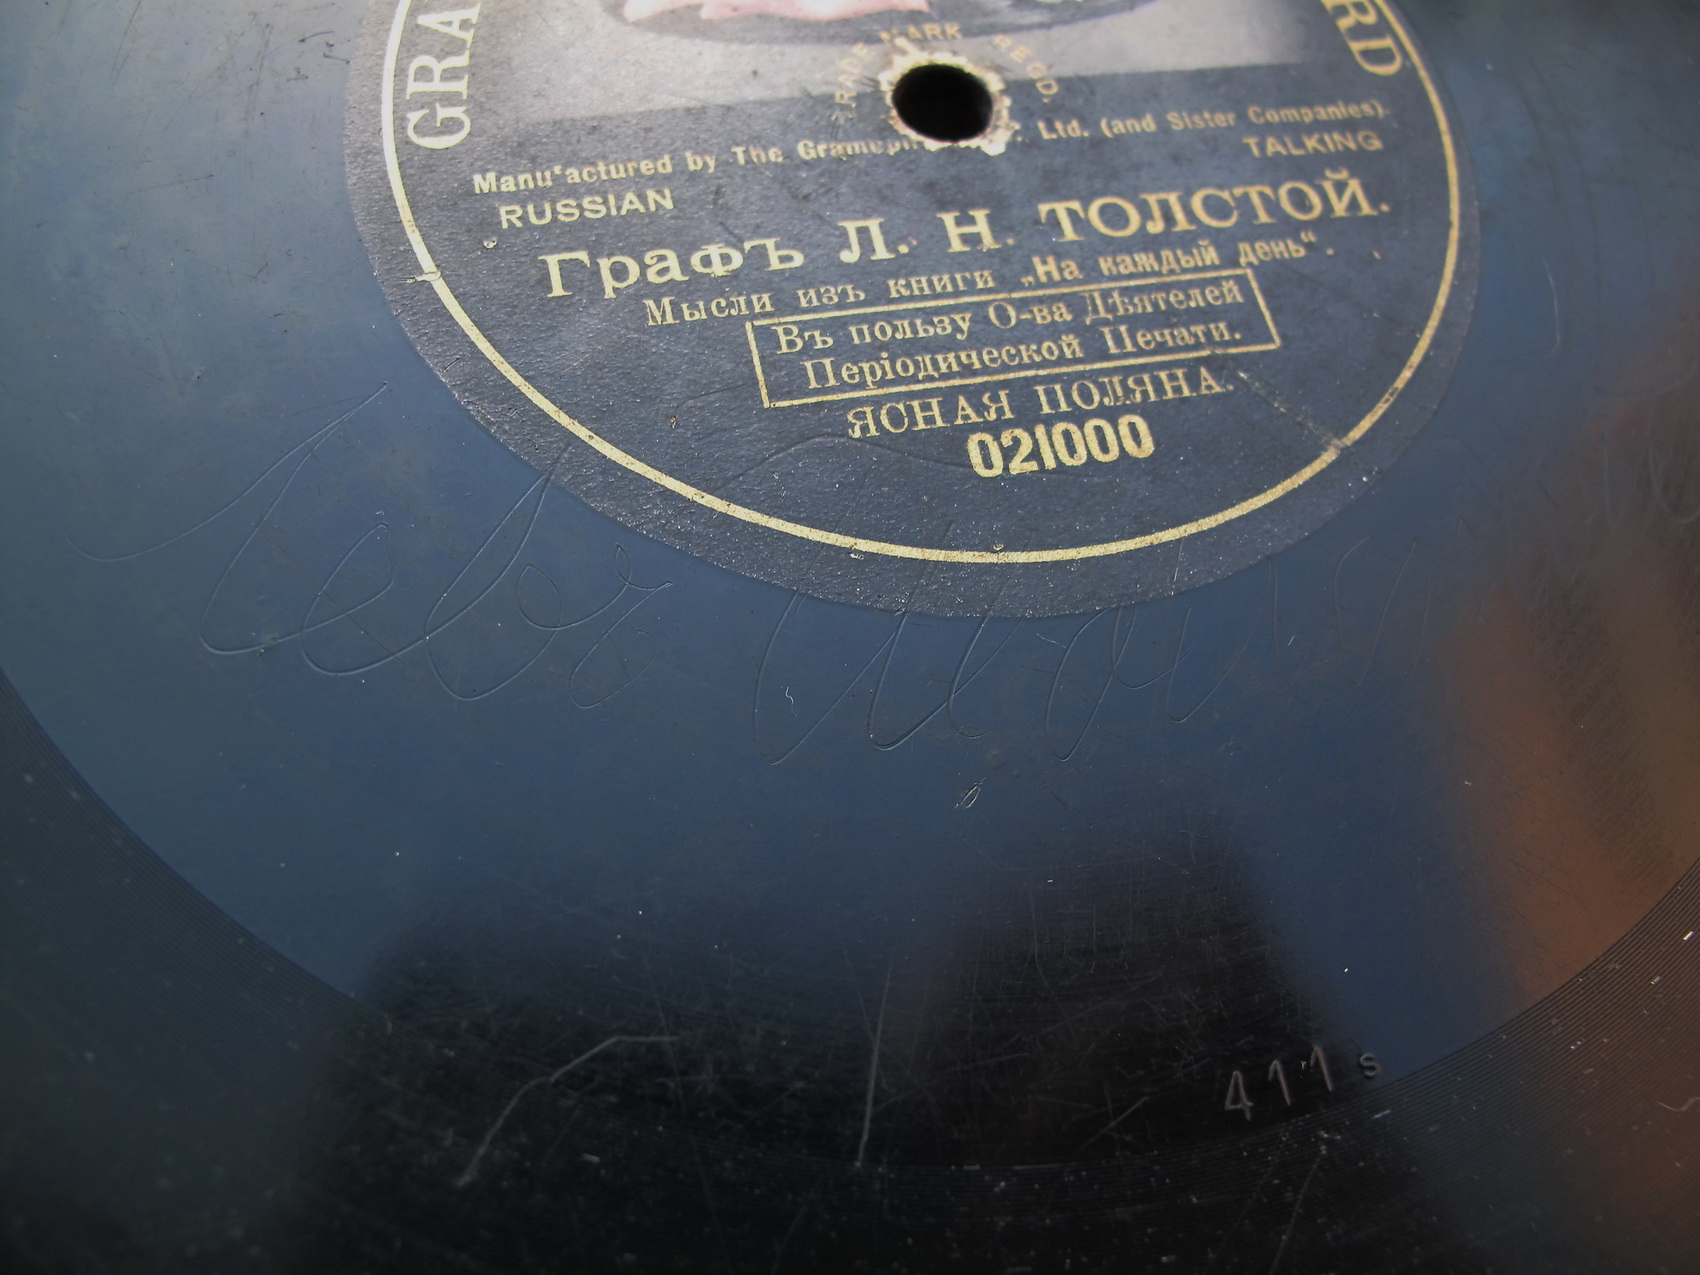 GRA
RD
TRADE MARK REGD.
Manufactured by The Gramoph Ltd. (and Sister Companies).
RUSSIAN TALKING
Графъ Л. Н. ТОЛСТОЙ.
Мысли изъ книги „На каждый день“.
Въ пользу О-ва Дѣятелей
Періодической Печати.
ЯСНАЯ ПОЛЯНА.
021000
411 s